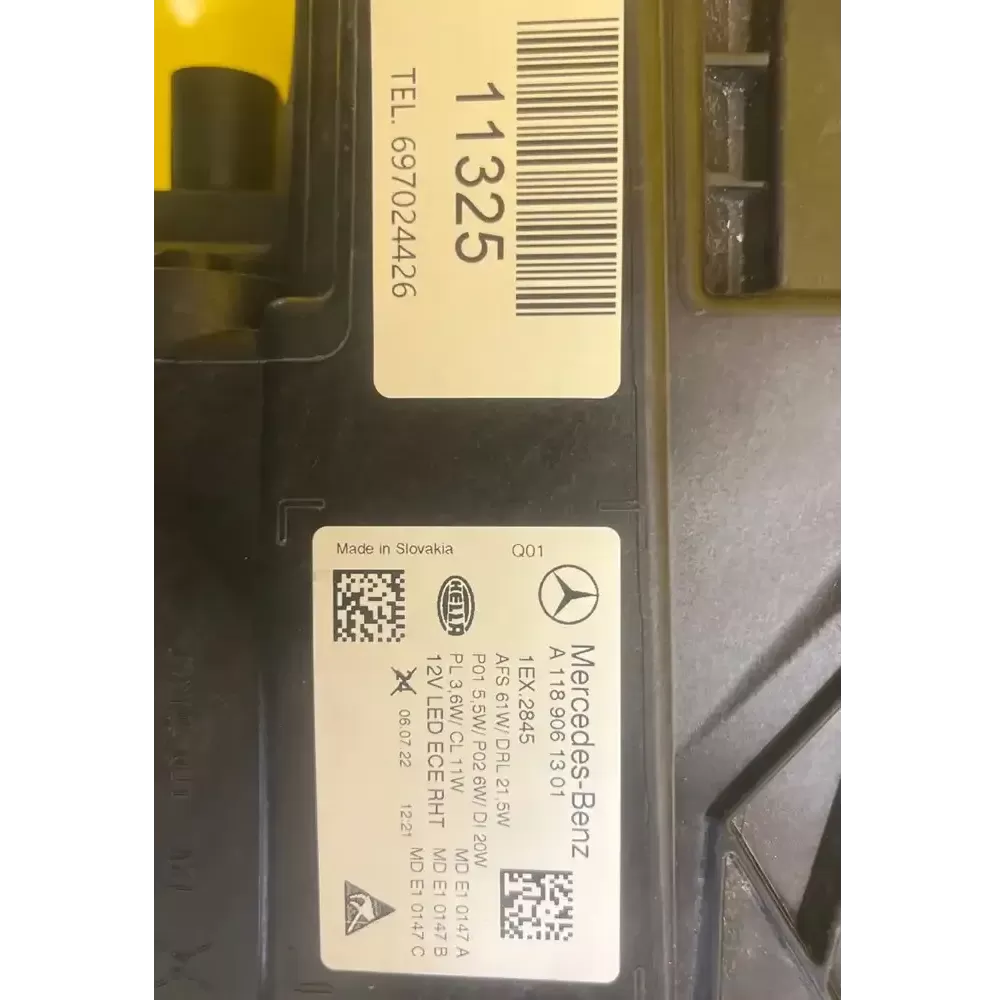 11325
TEL. 697024426
Made in Slovakia
Q01
HELLA
Mercedes-Benz
A 118 906 13 01
1EX.2845
AFS 61W/ DRL 21,5W
P01 5,5W/ P02 6W/ DI 20W
PL 3,6W/ CL 11W
12V LED ECE RHT
MD E1 0147 A
MD E1 0147 B
MD E1 0147 C
06.07.22
12:21